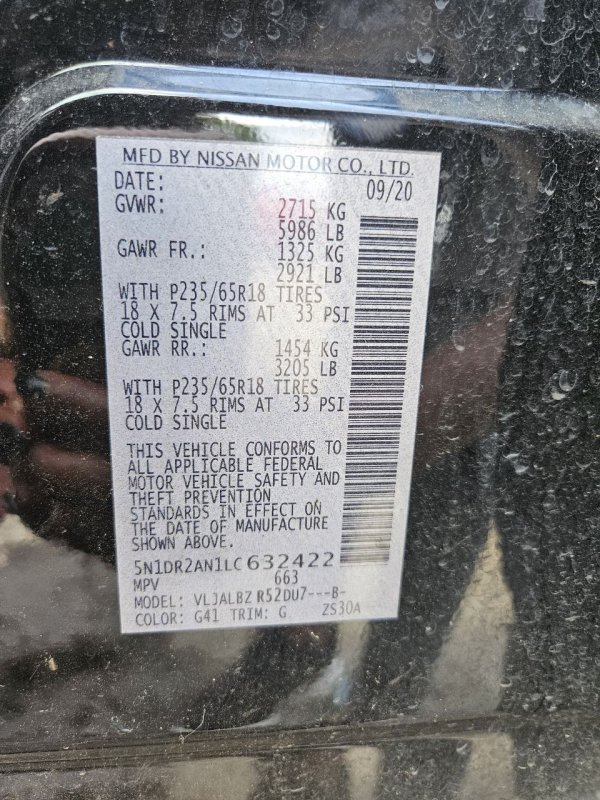 MFD BY NISSAN MOTOR CO., LTD.
DATE: 09/20
GVWR: 2715 KG
5986 LB
GAWR FR.: 1325 KG
2921 LB
WITH P235/65R18 TIRES
18 X 7.5 RIMS AT 33 PSI
COLD SINGLE
GAWR RR.: 1454 KG
3205 LB
WITH P235/65R18 TIRES
18 X 7.5 RIMS AT 33 PSI
COLD SINGLE
THIS VEHICLE CONFORMS TO
ALL APPLICABLE FEDERAL
MOTOR VEHICLE SAFETY AND
THEFT PREVENTION
STANDARDS IN EFFECT ON
THE DATE OF MANUFACTURE
SHOWN ABOVE.
5N1DR2AN1LC632422
MPV 663
MODEL: VLJALBZ R52DU7---B-
COLOR: G41 TRIM: G ZS30A